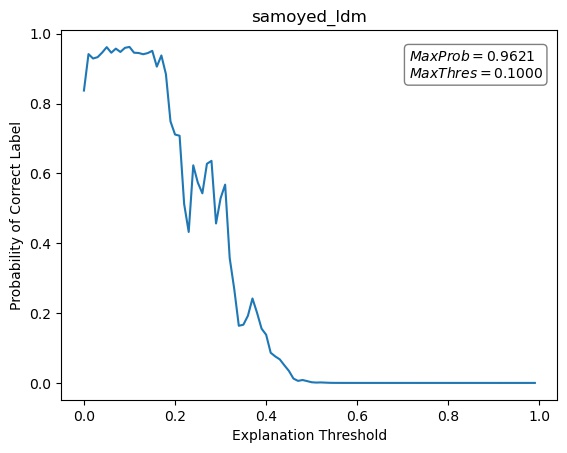 samoyed_ldm
MaxProb = 0.9621
MaxThres = 0.1000
1.0
0.8
0.6
0.4
0.2
0.0
Probability of Correct Label
0.0 0.2 0.4 0.6 0.8 1.0
Explanation Threshold